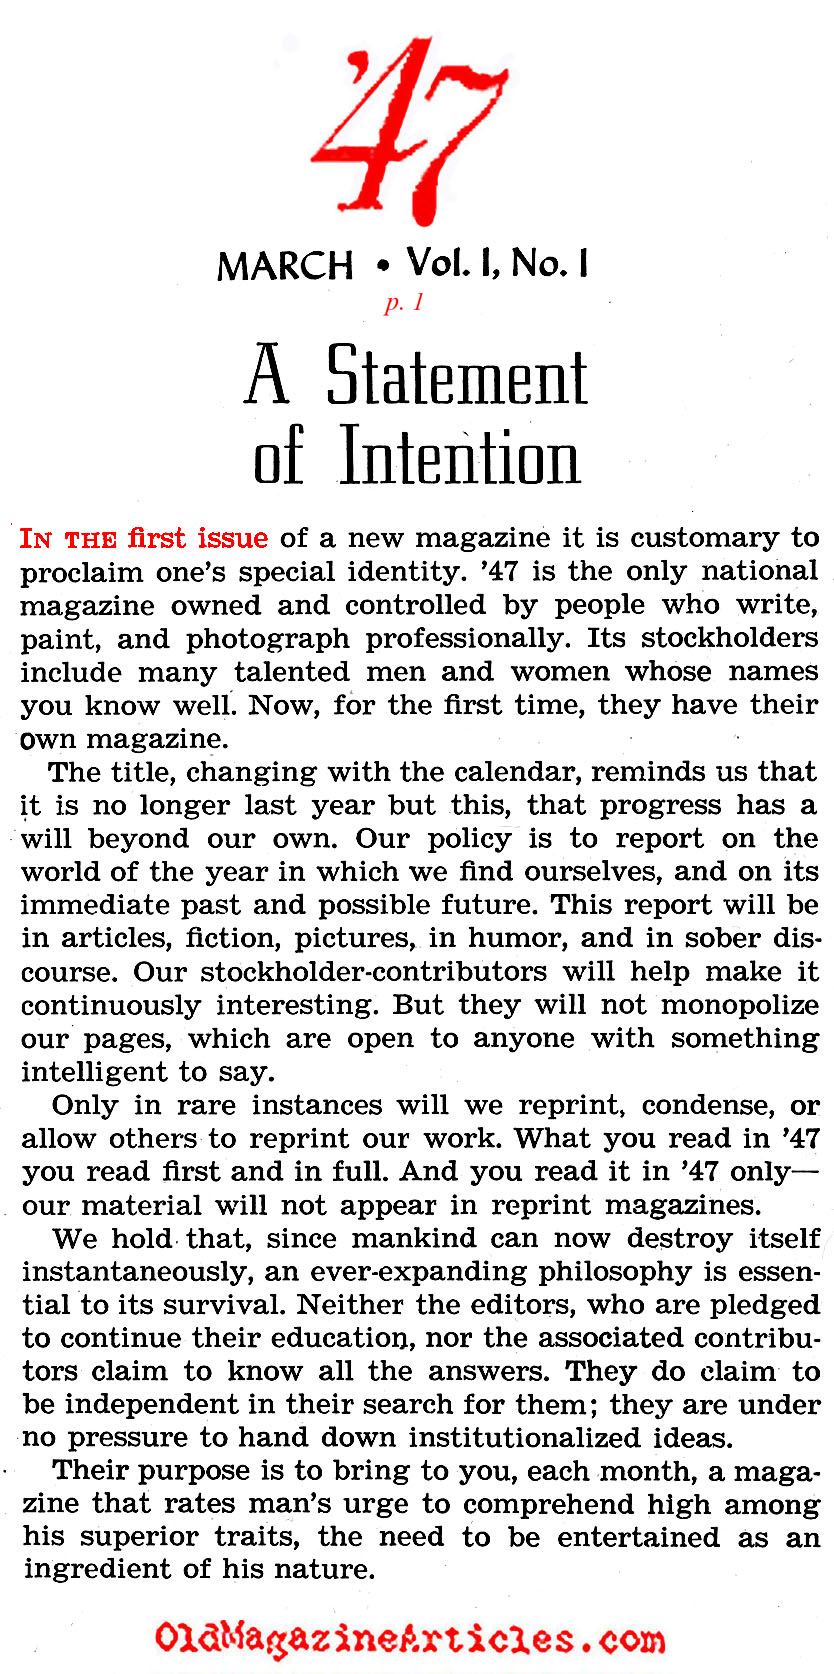 ’47
MARCH • Vol. I, No. I
p. 1
A Statement
of Intention
IN THE first issue of a new magazine it is customary to
proclaim one’s special identity. ’47 is the only national
magazine owned and controlled by people who write,
paint, and photograph professionally. Its stockholders
include many talented men and women whose names
you know well. Now, for the first time, they have their
own magazine.
The title, changing with the calendar, reminds us that
it is no longer last year but this, that progress has a
will beyond our own. Our policy is to report on the
world of the year in which we find ourselves, and on its
immediate past and possible future. This report will be
in articles, fiction, pictures, in humor, and in sober dis-
course. Our stockholder-contributors will help make it
continuously interesting. But they will not monopolize
our pages, which are open to anyone with something
intelligent to say.
Only in rare instances will we reprint, condense, or
allow others to reprint our work. What you read in ’47
you read first and in full. And you read it in ’47 only—
our material will not appear in reprint magazines.
We hold that, since mankind can now destroy itself
instantaneously, an ever-expanding philosophy is essen-
tial to its survival. Neither the editors, who are pledged
to continue their education, nor the associated contribu-
tors claim to know all the answers. They do claim to
be independent in their search for them; they are under
no pressure to hand down institutionalized ideas.
Their purpose is to bring to you, each month, a maga-
zine that rates man’s urge to comprehend high among
his superior traits, the need to be entertained as an
ingredient of his nature.
OldMagazineArticles.com